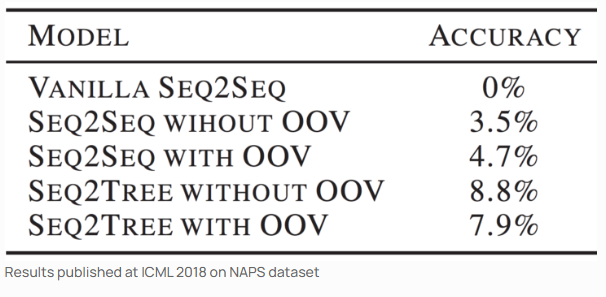 MODEL ACCURACY
VANILLA SEQ2SEQ 0%
SEQ2SEQ WIHOUT OOV 3.5%
SEQ2SEQ WITH OOV 4.7%
SEQ2TREE WITHOUT OOV 8.8%
SEQ2TREE WITH OOV 7.9%
Results published at ICML 2018 on NAPS dataset